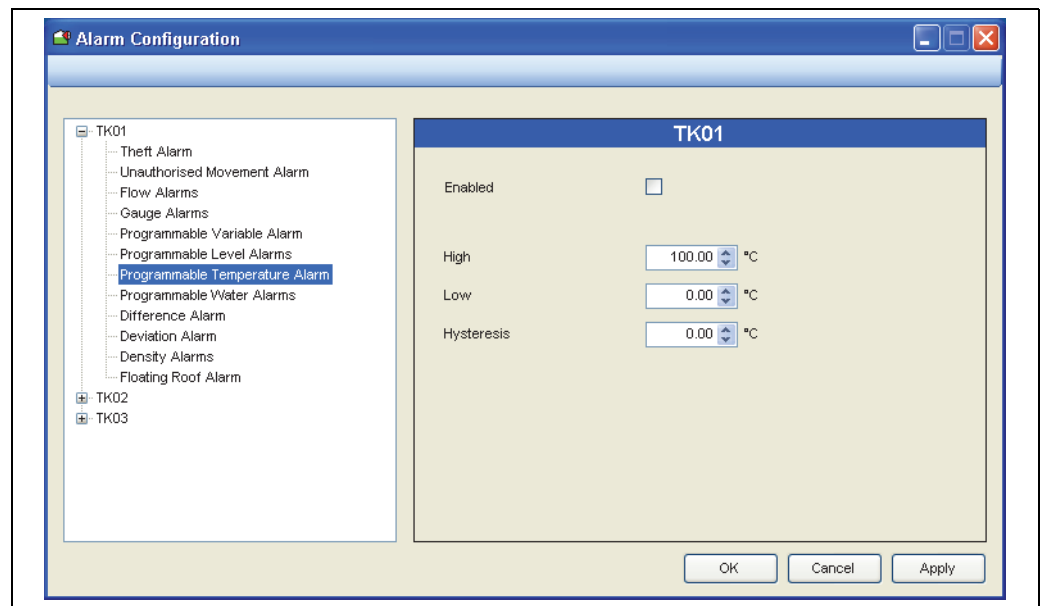 Alarm Configuration
TK01
Theft Alarm
Unauthorised Movement Alarm
Flow Alarms
Gauge Alarms
Programmable Variable Alarm
Programmable Level Alarms
Programmable Temperature Alarm
Programmable Water Alarms
Difference Alarm
Deviation Alarm
Density Alarms
Floating Roof Alarm
TK02
TK03
TK01
Enabled
High 100.00 °C
Low 0.00 °C
Hysteresis 0.00 °C
OK Cancel Apply